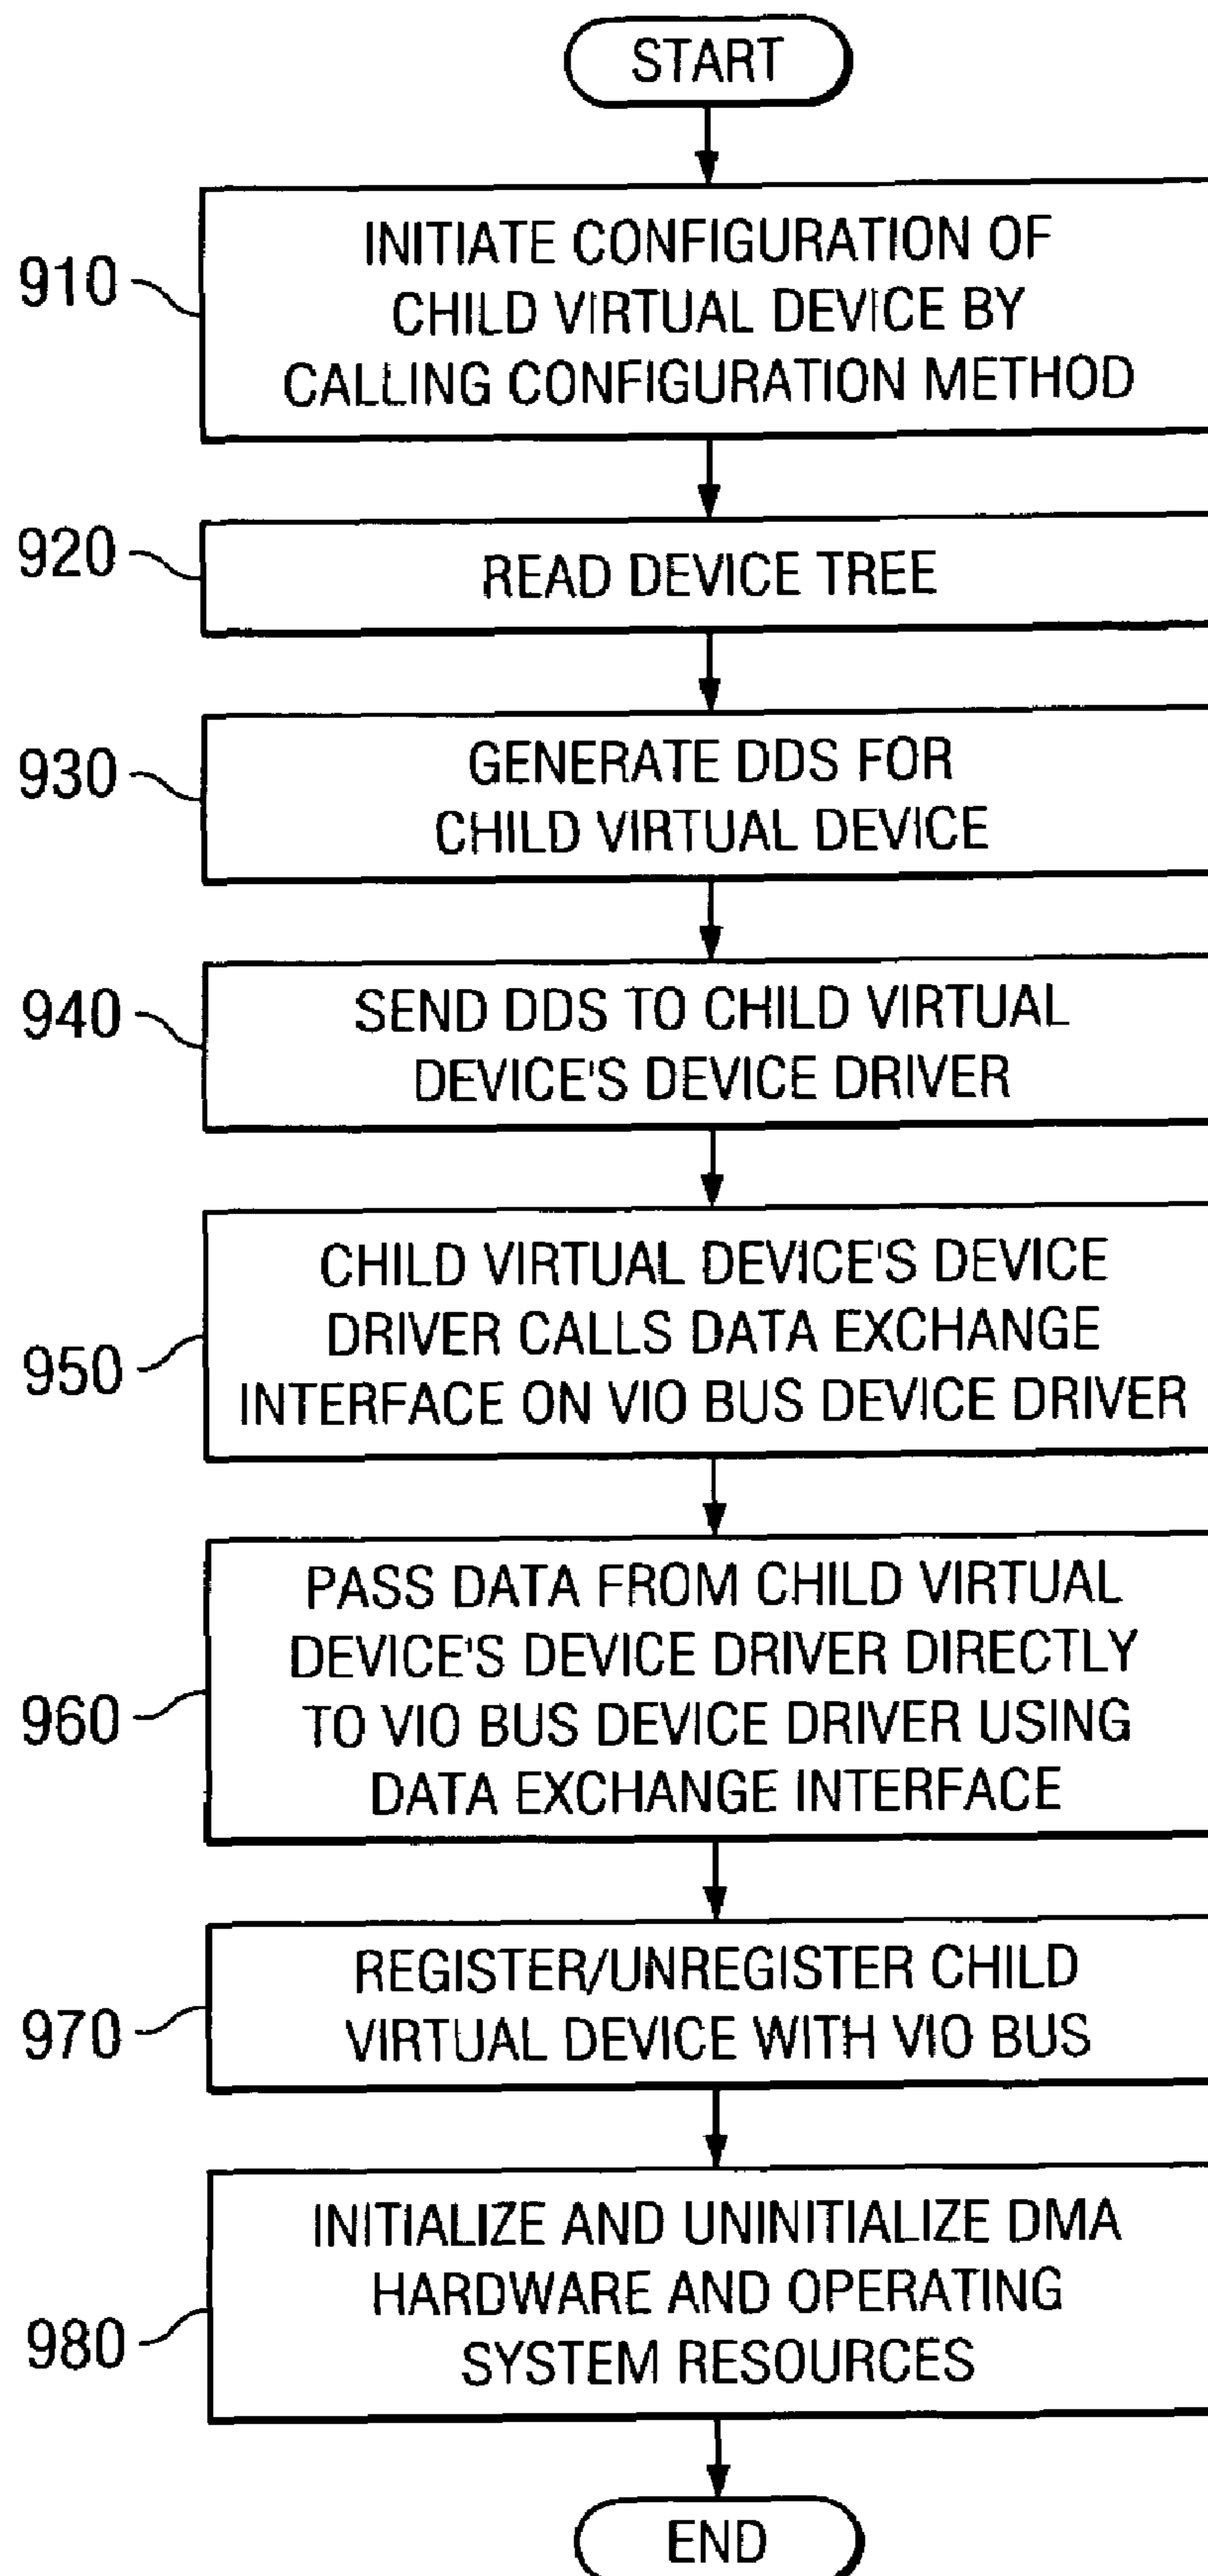 START
910
INITIATE CONFIGURATION OF
CHILD VIRTUAL DEVICE BY
CALLING CONFIGURATION METHOD
920
READ DEVICE TREE
930
GENERATE DDS FOR
CHILD VIRTUAL DEVICE
940
SEND DDS TO CHILD VIRTUAL
DEVICE'S DEVICE DRIVER
950
CHILD VIRTUAL DEVICE'S DEVICE
DRIVER CALLS DATA EXCHANGE
INTERFACE ON VIO BUS DEVICE DRIVER
960
PASS DATA FROM CHILD VIRTUAL
DEVICE'S DEVICE DRIVER DIRECTLY
TO VIO BUS DEVICE DRIVER USING
DATA EXCHANGE INTERFACE
970
REGISTER/UNREGISTER CHILD
VIRTUAL DEVICE WITH VIO BUS
980
INITIALIZE AND UNINITIALIZE DMA
HARDWARE AND OPERATING
SYSTEM RESOURCES
END